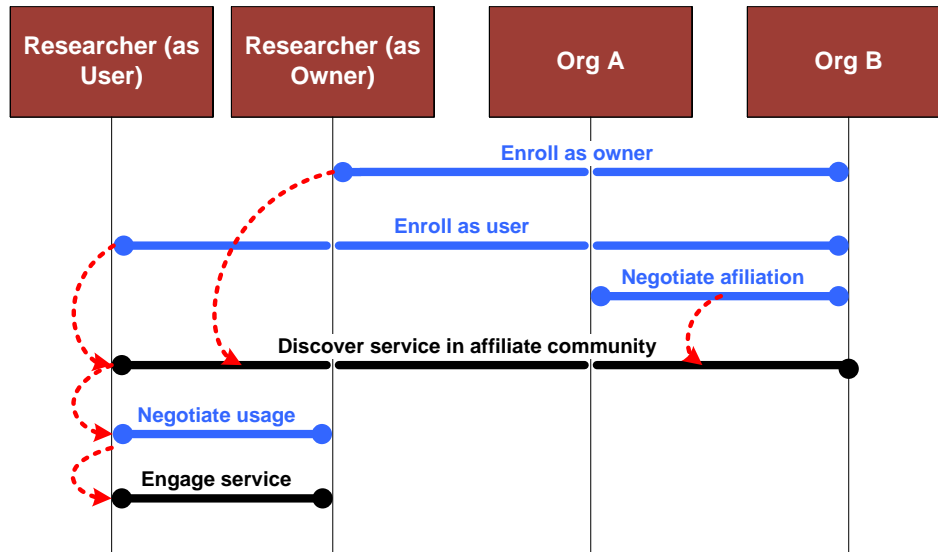 Researcher (as
User)
Researcher (as
Owner)
Org A
Org B
Enroll as owner
Enroll as user
Negotiate afiliation
Discover service in affiliate community
Negotiate usage
Engage service